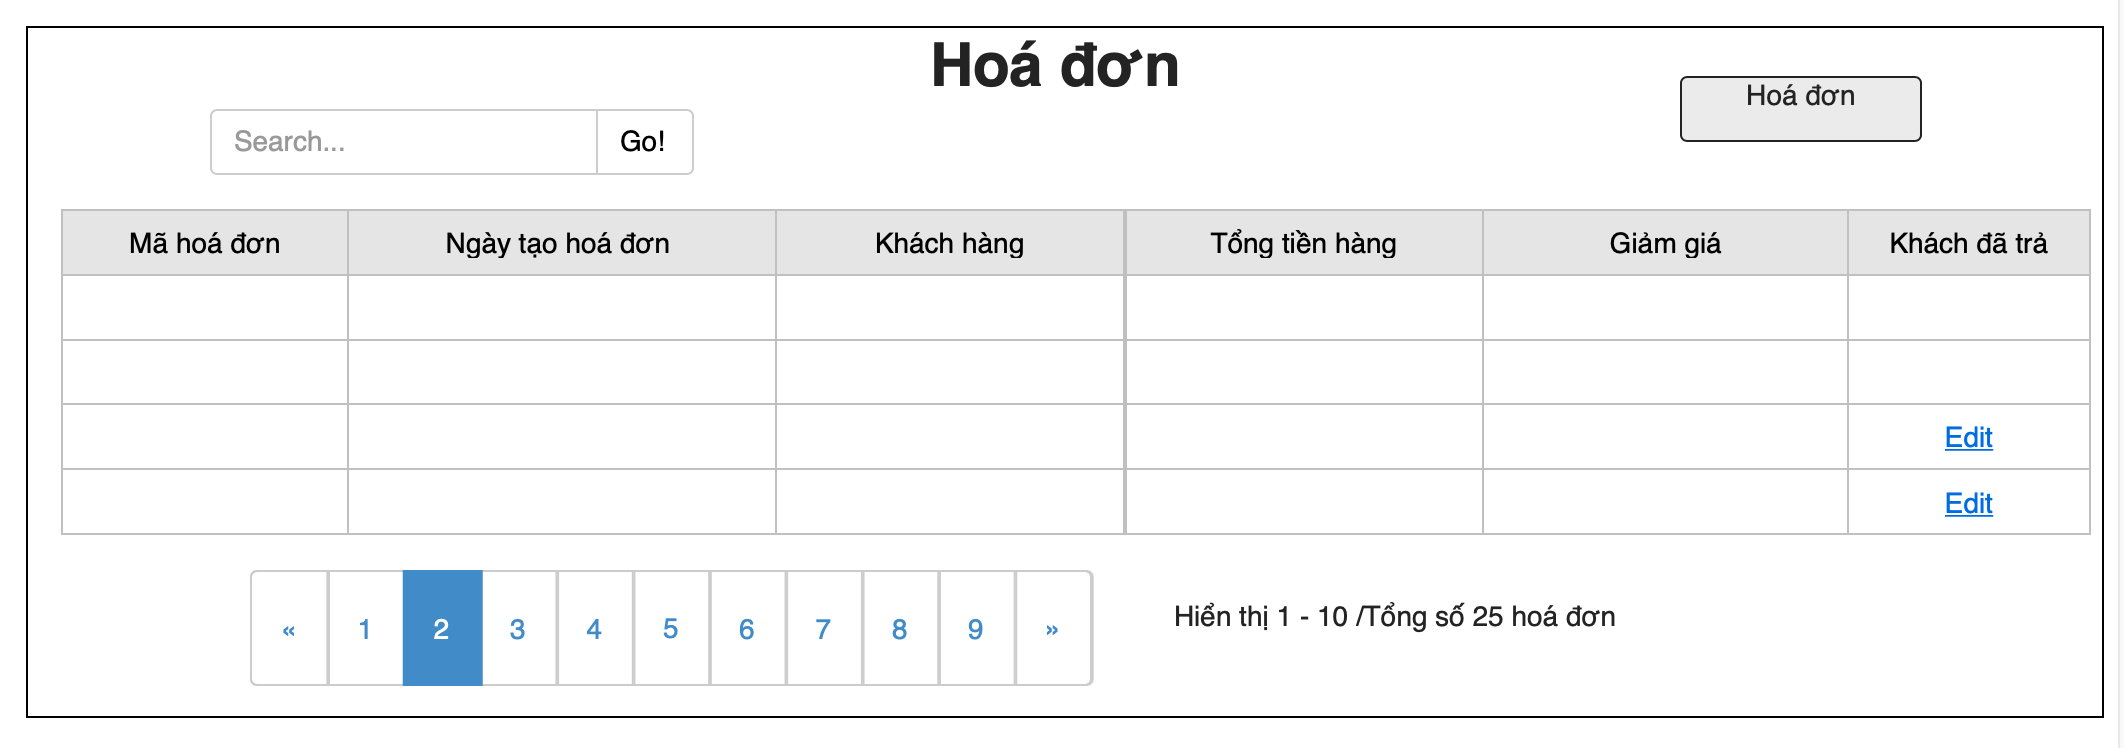 Hoá đơn
Hoá đơn
Search...
Go!
Mã hoá đơn
Ngày tạo hoá đơn
Khách hàng
Tổng tiền hàng
Giảm giá
Khách đã trả
Edit
Edit
« 1 2 3 4 5 6 7 8 9 »
Hiển thị 1 - 10 /Tổng số 25 hoá đơn